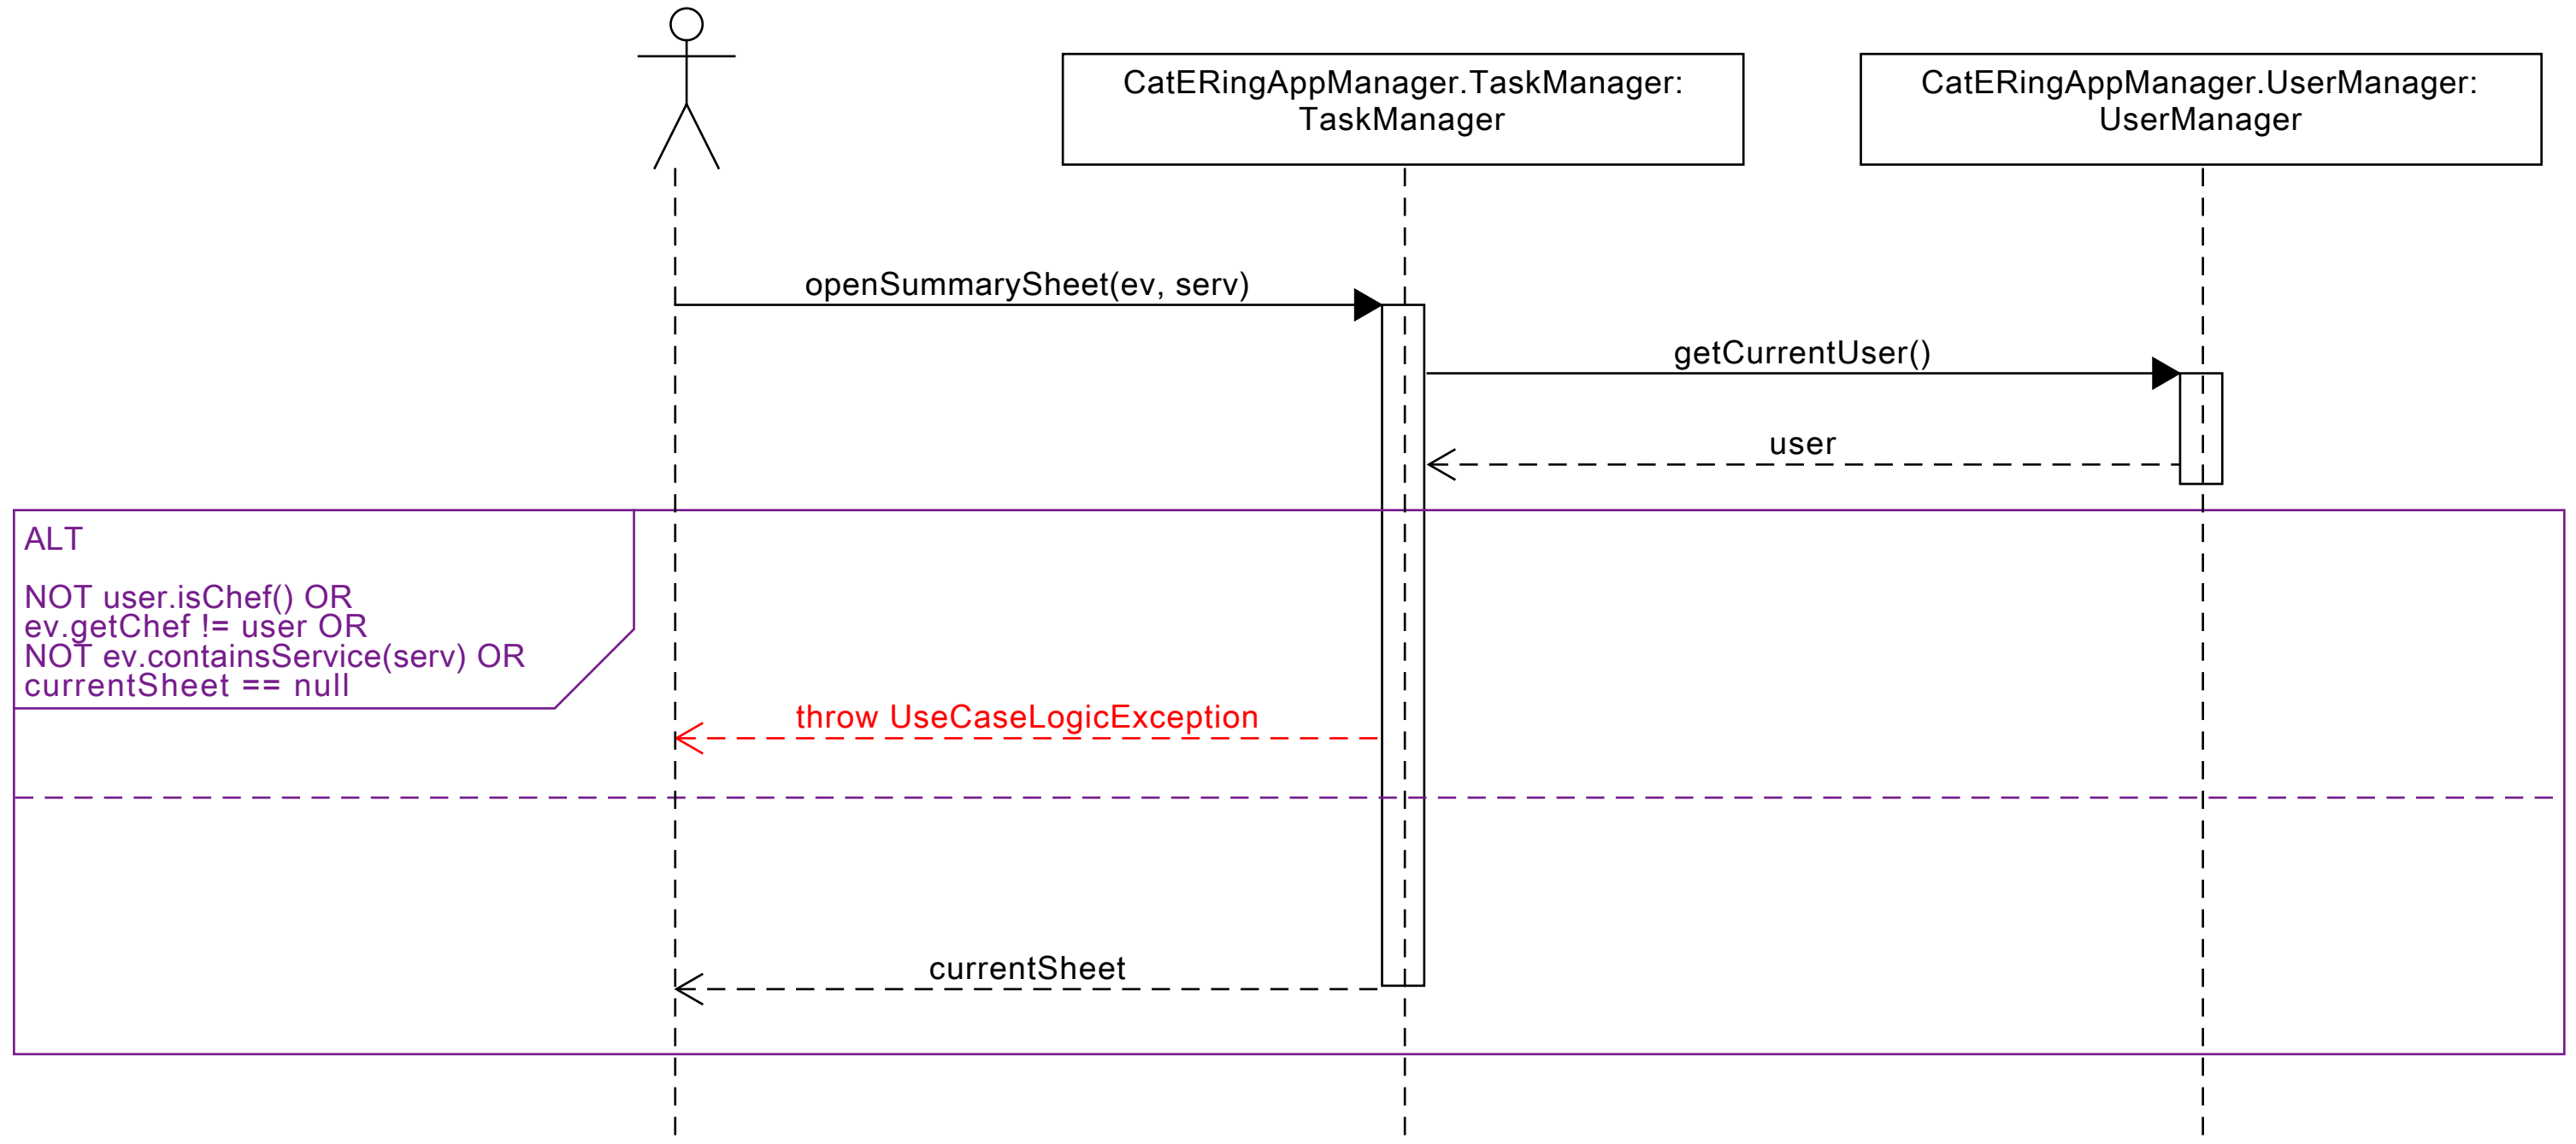 CatERingAppManager.TaskManager:
TaskManager
CatERingAppManager.UserManager:
UserManager
openSummarySheet(ev, serv)
getCurrentUser()
user
ALT
NOT user.isChef() OR
ev.getChef != user OR
NOT ev.containsService(serv) OR
currentSheet == null
throw UseCaseLogicException
currentSheet